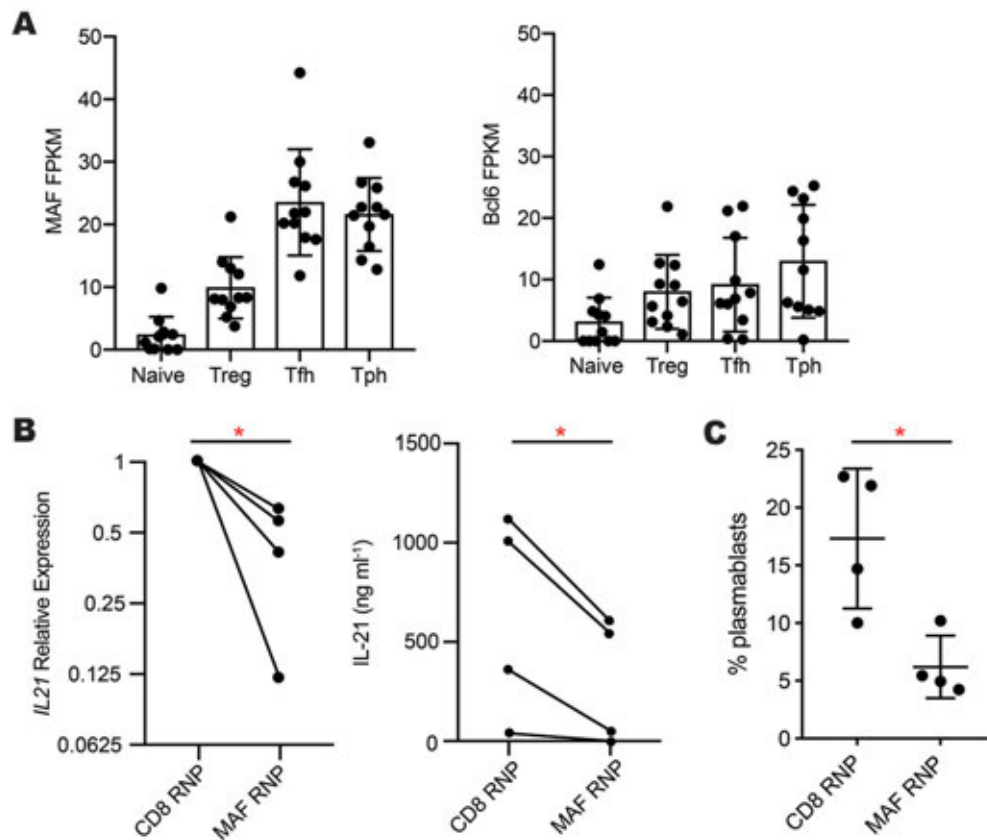 A
MAF FPKM
50
40
30
20
10
0
Naive Treg Tfh Tph
Bcl6 FPKM
50
40
30
20
10
0
Naive Treg Tfh Tph
B
*
IL21 Relative Expression
1
0.5
0.25
0.125
0.0625
CD8 RNP
MAF RNP
*
IL-21 (ng ml⁻¹)
1500
1000
500
0
CD8 RNP
MAF RNP
C
*
% plasmablasts
25
20
15
10
5
0
CD8 RNP
MAF RNP